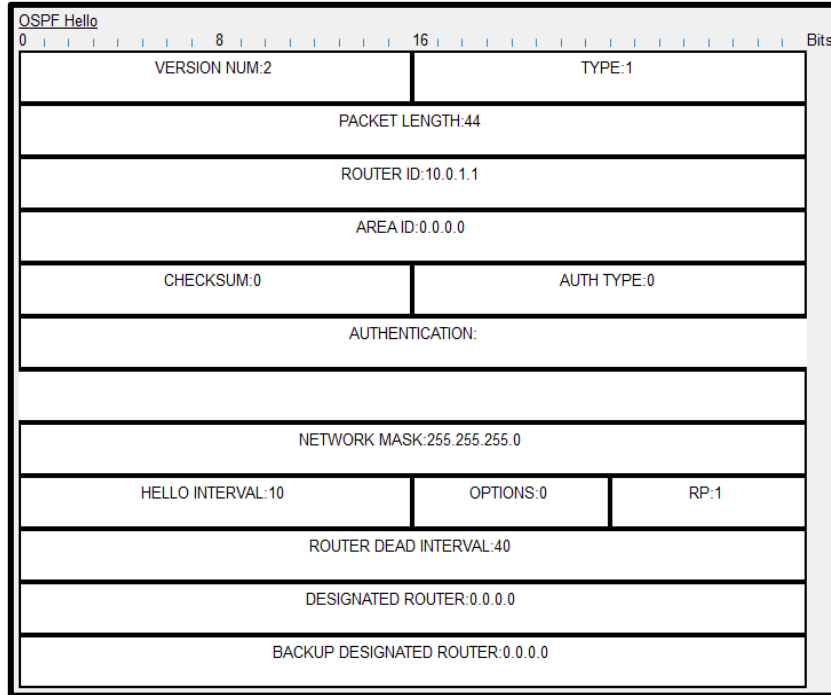 OSPF Hello
0 8 16 Bits
VERSION NUM:2 TYPE:1
PACKET LENGTH:44
ROUTER ID:10.0.1.1
AREA ID:0.0.0.0
CHECKSUM:0 AUTH TYPE:0
AUTHENTICATION:
NETWORK MASK:255.255.255.0
HELLO INTERVAL:10 OPTIONS:0 RP:1
ROUTER DEAD INTERVAL:40
DESIGNATED ROUTER:0.0.0.0
BACKUP DESIGNATED ROUTER:0.0.0.0